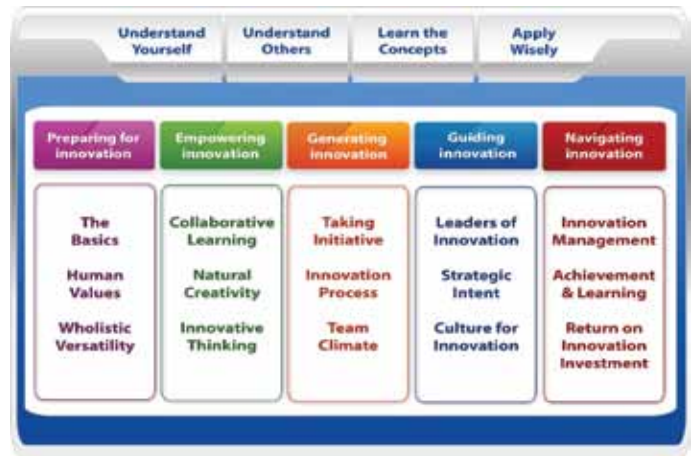 Understand
Yourself
Understand
Others
Learn the
Concepts
Apply
Wisely
Preparing for
innovation
Empowering
innovation
Generating
innovation
Guiding
innovation
Navigating
innovation
The
Basics
Human
Values
Wholistic
Versatility
Collaborative
Learning
Natural
Creativity
Innovative
Thinking
Taking
Initiative
Innovation
Process
Team
Climate
Leaders of
Innovation
Strategic
Intent
Culture for
Innovation
Innovation
Management
Achievement
& Learning
Return on
Innovation
Investment